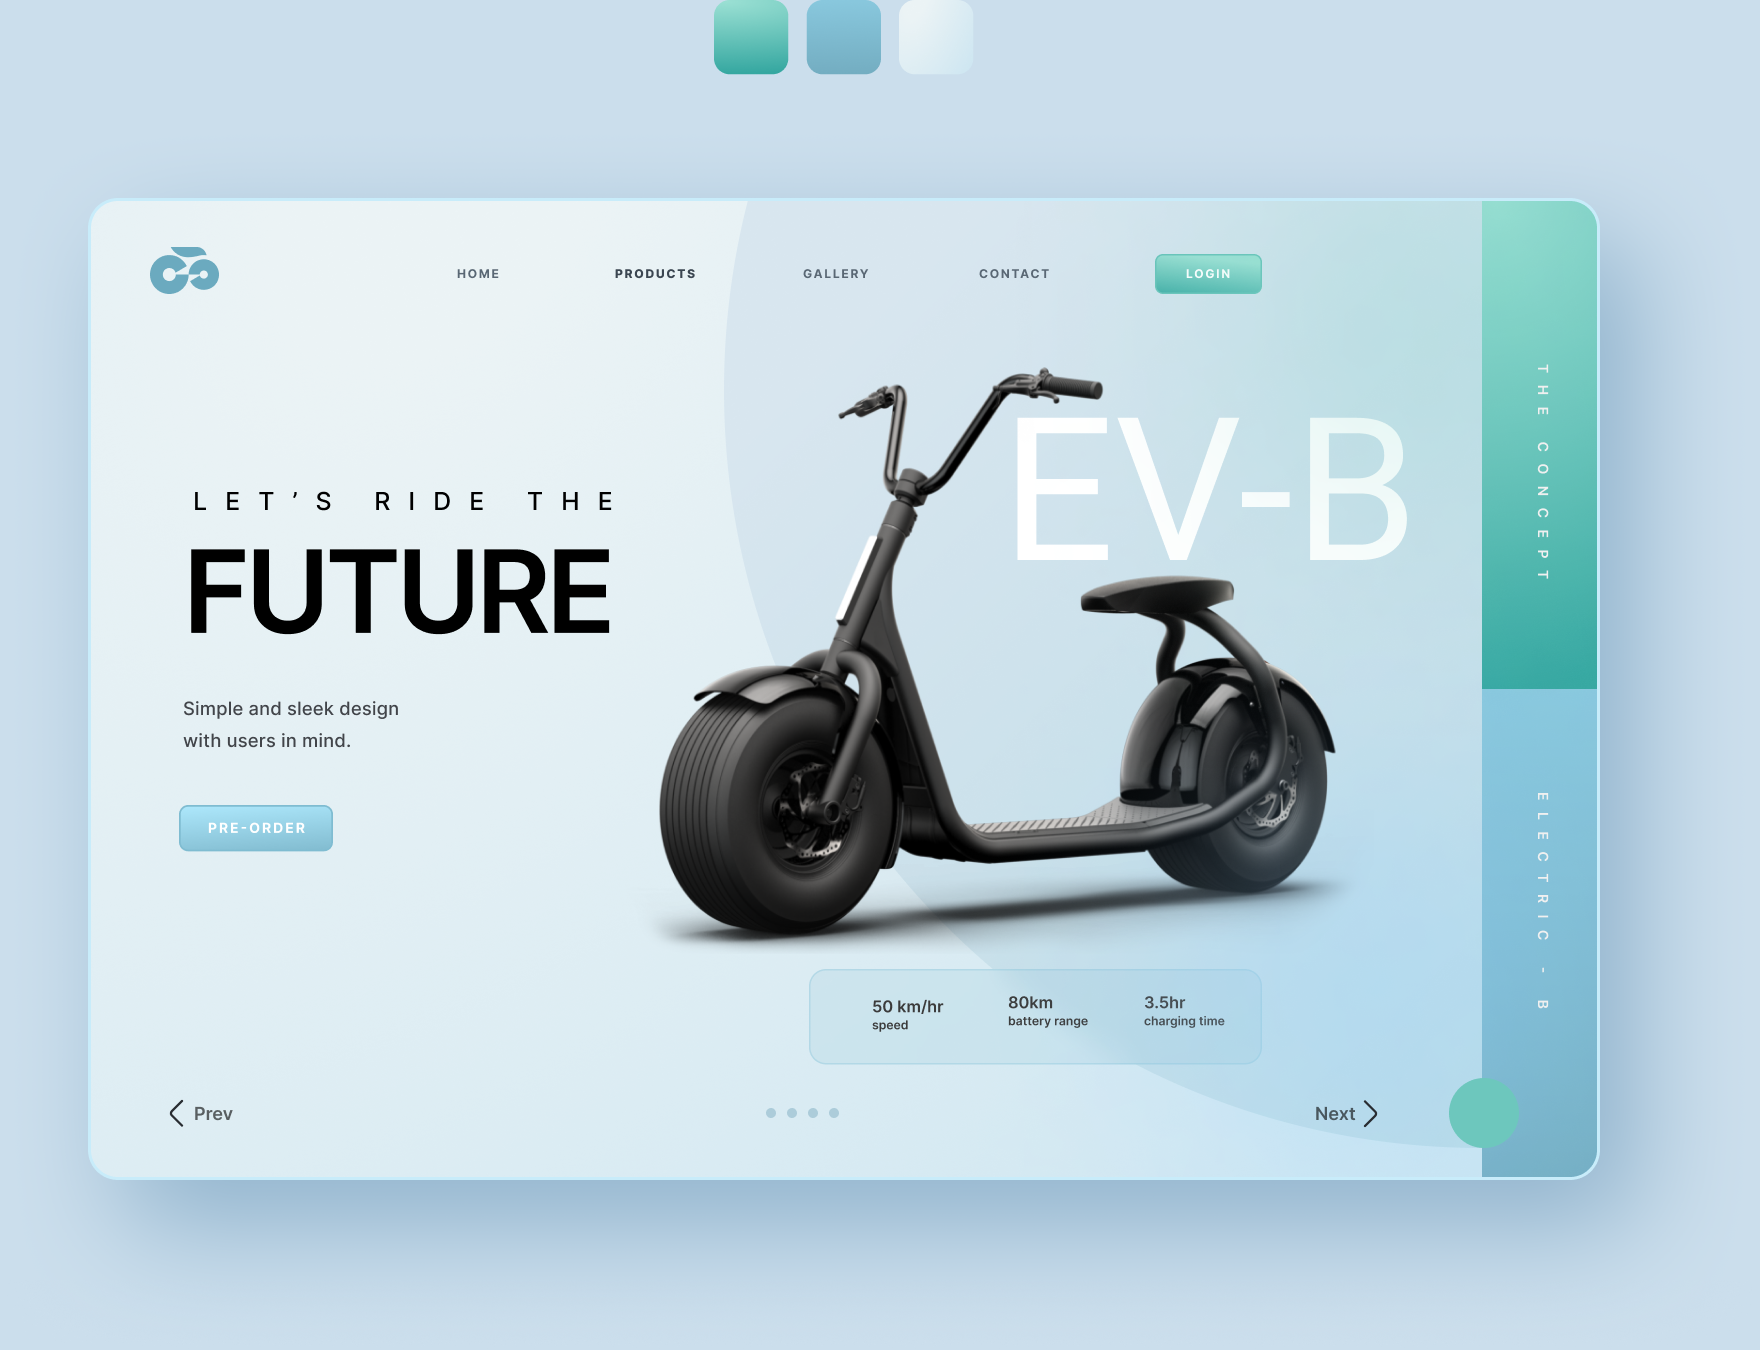 HOME
PRODUCTS
GALLERY
CONTACT
LOGIN
EV-B
LET’S RIDE THE
FUTURE
Simple and sleek design
with users in mind.
PRE-ORDER
50 km/hr
speed
80km
battery range
3.5hr
charging time
Prev
Next
THE CONCEPT
ELECTRIC - B